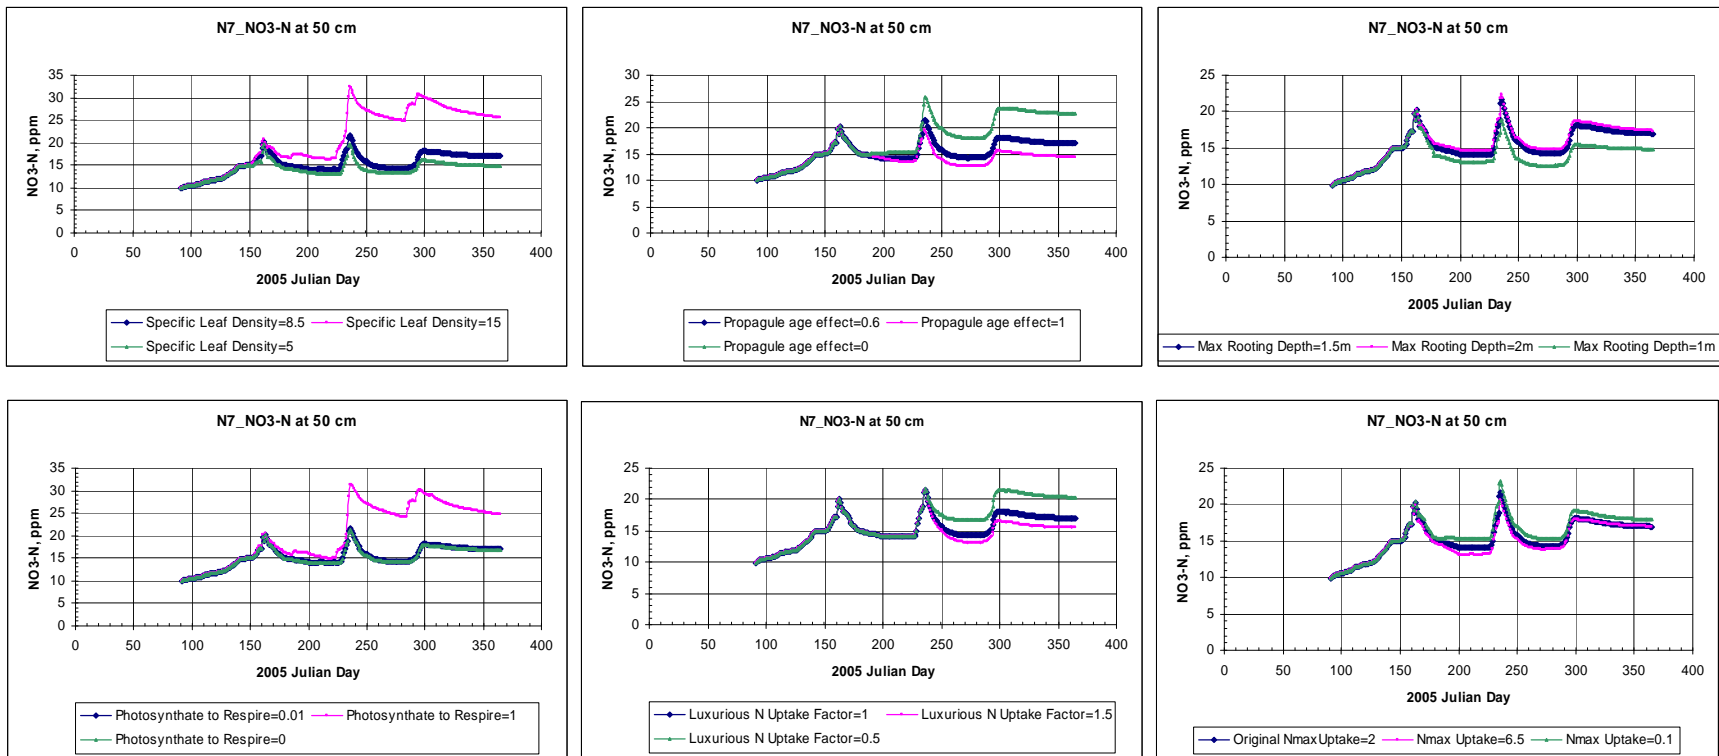 N7_NO3-N at 50 cm
NO3-N, ppm
35
30
25
20
15
10
5
0
0 50 100 150 200 250 300 350 400
2005 Julian Day
Specific Leaf Density=8.5 Specific Leaf Density=15
Specific Leaf Density=5
N7_NO3-N at 50 cm
NO3-N, ppm
30
25
20
15
10
5
0
0 50 100 150 200 250 300 350 400
2005 Julian Day
Propagule age effect=0.6 Propagule age effect=1
Propagule age effect=0
N7_NO3-N at 50 cm
NO3-N, ppm
25
20
15
10
5
0
0 50 100 150 200 250 300 350 400
2005 Julian Day
Max Rooting Depth=1.5m Max Rooting Depth=2m Max Rooting Depth=1m
N7_NO3-N at 50 cm
NO3-N, ppm
35
30
25
20
15
10
5
0
0 50 100 150 200 250 300 350 400
2005 Julian Day
Photosynthate to Respire=0.01 Photosynthate to Respire=1
Photosynthate to Respire=0
N7_NO3-N at 50 cm
NO3-N, ppm
25
20
15
10
5
0
0 50 100 150 200 250 300 350 400
2005 Julian Day
Luxurious N Uptake Factor=1 Luxurious N Uptake Factor=1.5
Luxurious N Uptake Factor=0.5
N7_NO3-N at 50 cm
NO3-N, ppm
25
20
15
10
5
0
0 50 100 150 200 250 300 350 400
2005 Julian Day
Original NmaxUptake=2 Nmax Uptake=6.5 Nmax Uptake=0.1